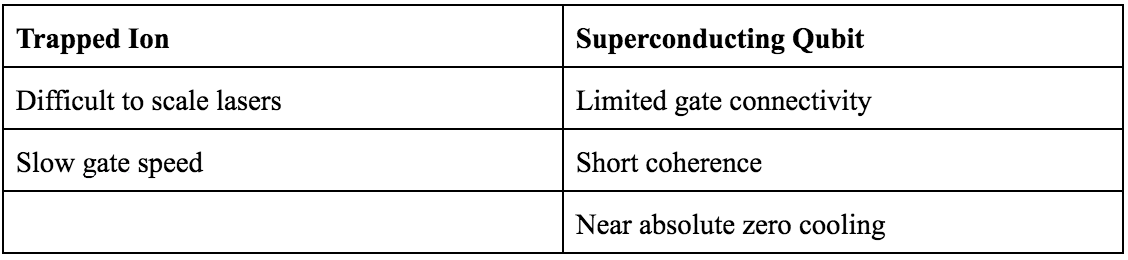 Trapped Ion
Superconducting Qubit
Difficult to scale lasers
Limited gate connectivity
Slow gate speed
Short coherence
Near absolute zero cooling